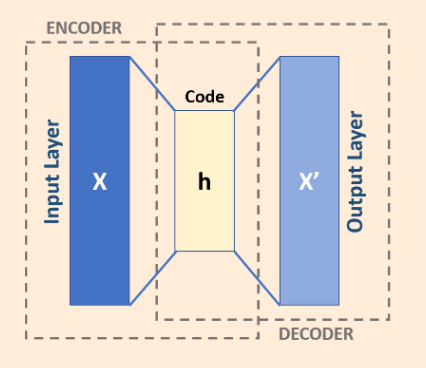 ENCODER
Code
Input Layer
X
h
X’
Output Layer
DECODER